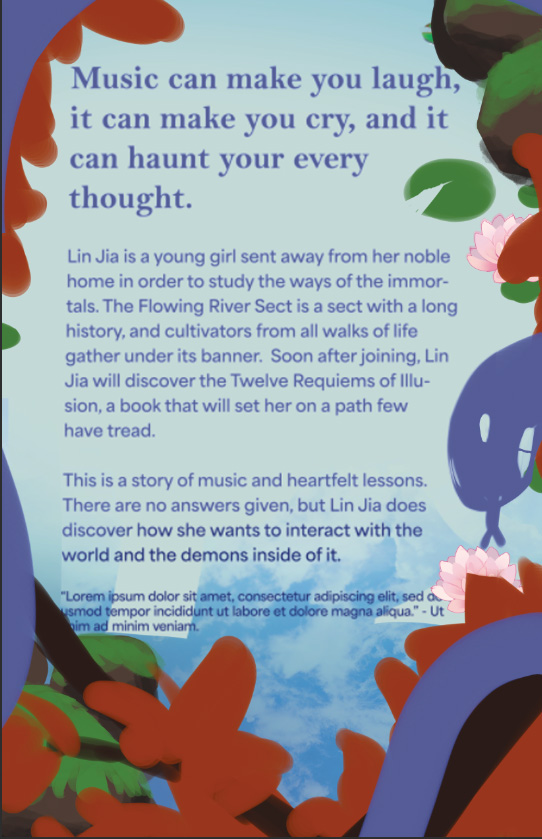 Music can make you laugh,
it can make you cry, and it
can haunt your every
thought.
Lin Jia is a young girl sent away from her noble
home in order to study the ways of the immor-
tals. The Flowing River Sect is a sect with a long
history, and cultivators from all walks of life
gather under its banner.  Soon after joining, Lin
Jia will discover the Twelve Requiems of Illu-
sion, a book that will set her on a path few
have tread.
This is a story of music and heartfelt lessons.
There are no answers given, but Lin Jia does
discover how she wants to interact with the
world and the demons inside of it.
"Lorem ipsum dolor sit amet, consectetur adipiscing elit, sed
usmod tempor incididunt ut labore et dolore magna aliqua." - Ut
ad minim veniam.